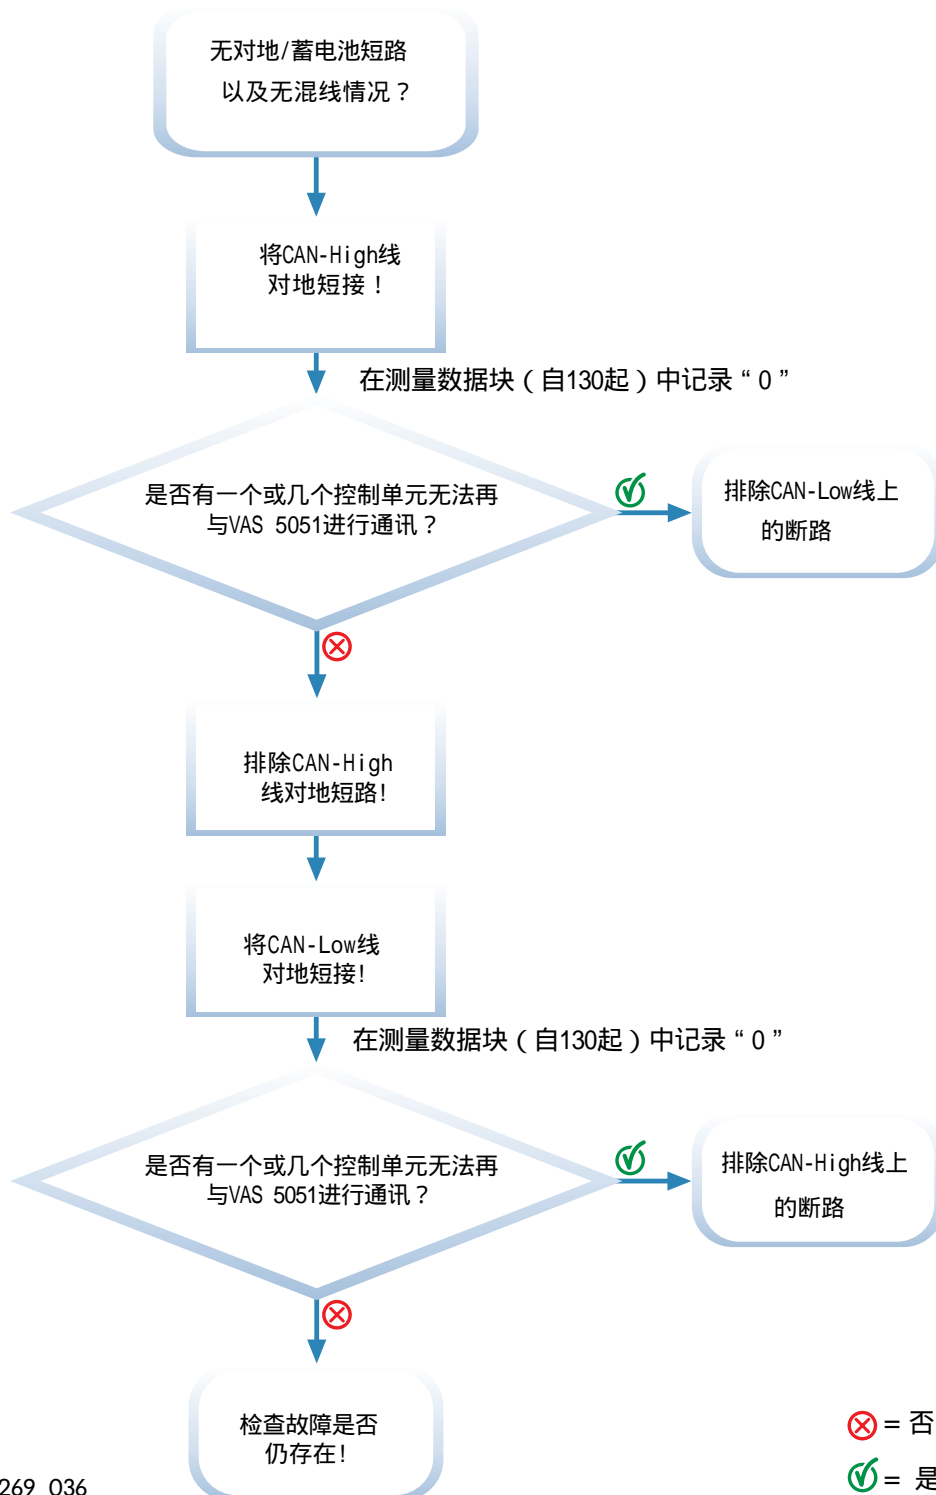 无对地/蓄电池短路
以及无混线情况？
将CAN-High线
对地短接！
在测量数据块（自130起）中记录“0”
是否有一个或几个控制单元无法再
与VAS 5051进行通讯？
排除CAN-Low线上
的断路
排除CAN-High
线对地短路!
将CAN-Low线
对地短接!
在测量数据块（自130起）中记录“0”
是否有一个或几个控制单元无法再
与VAS 5051进行通讯？
排除CAN-High线上
的断路
检查故障是否
仍存在!
= 否
= 是
269_036